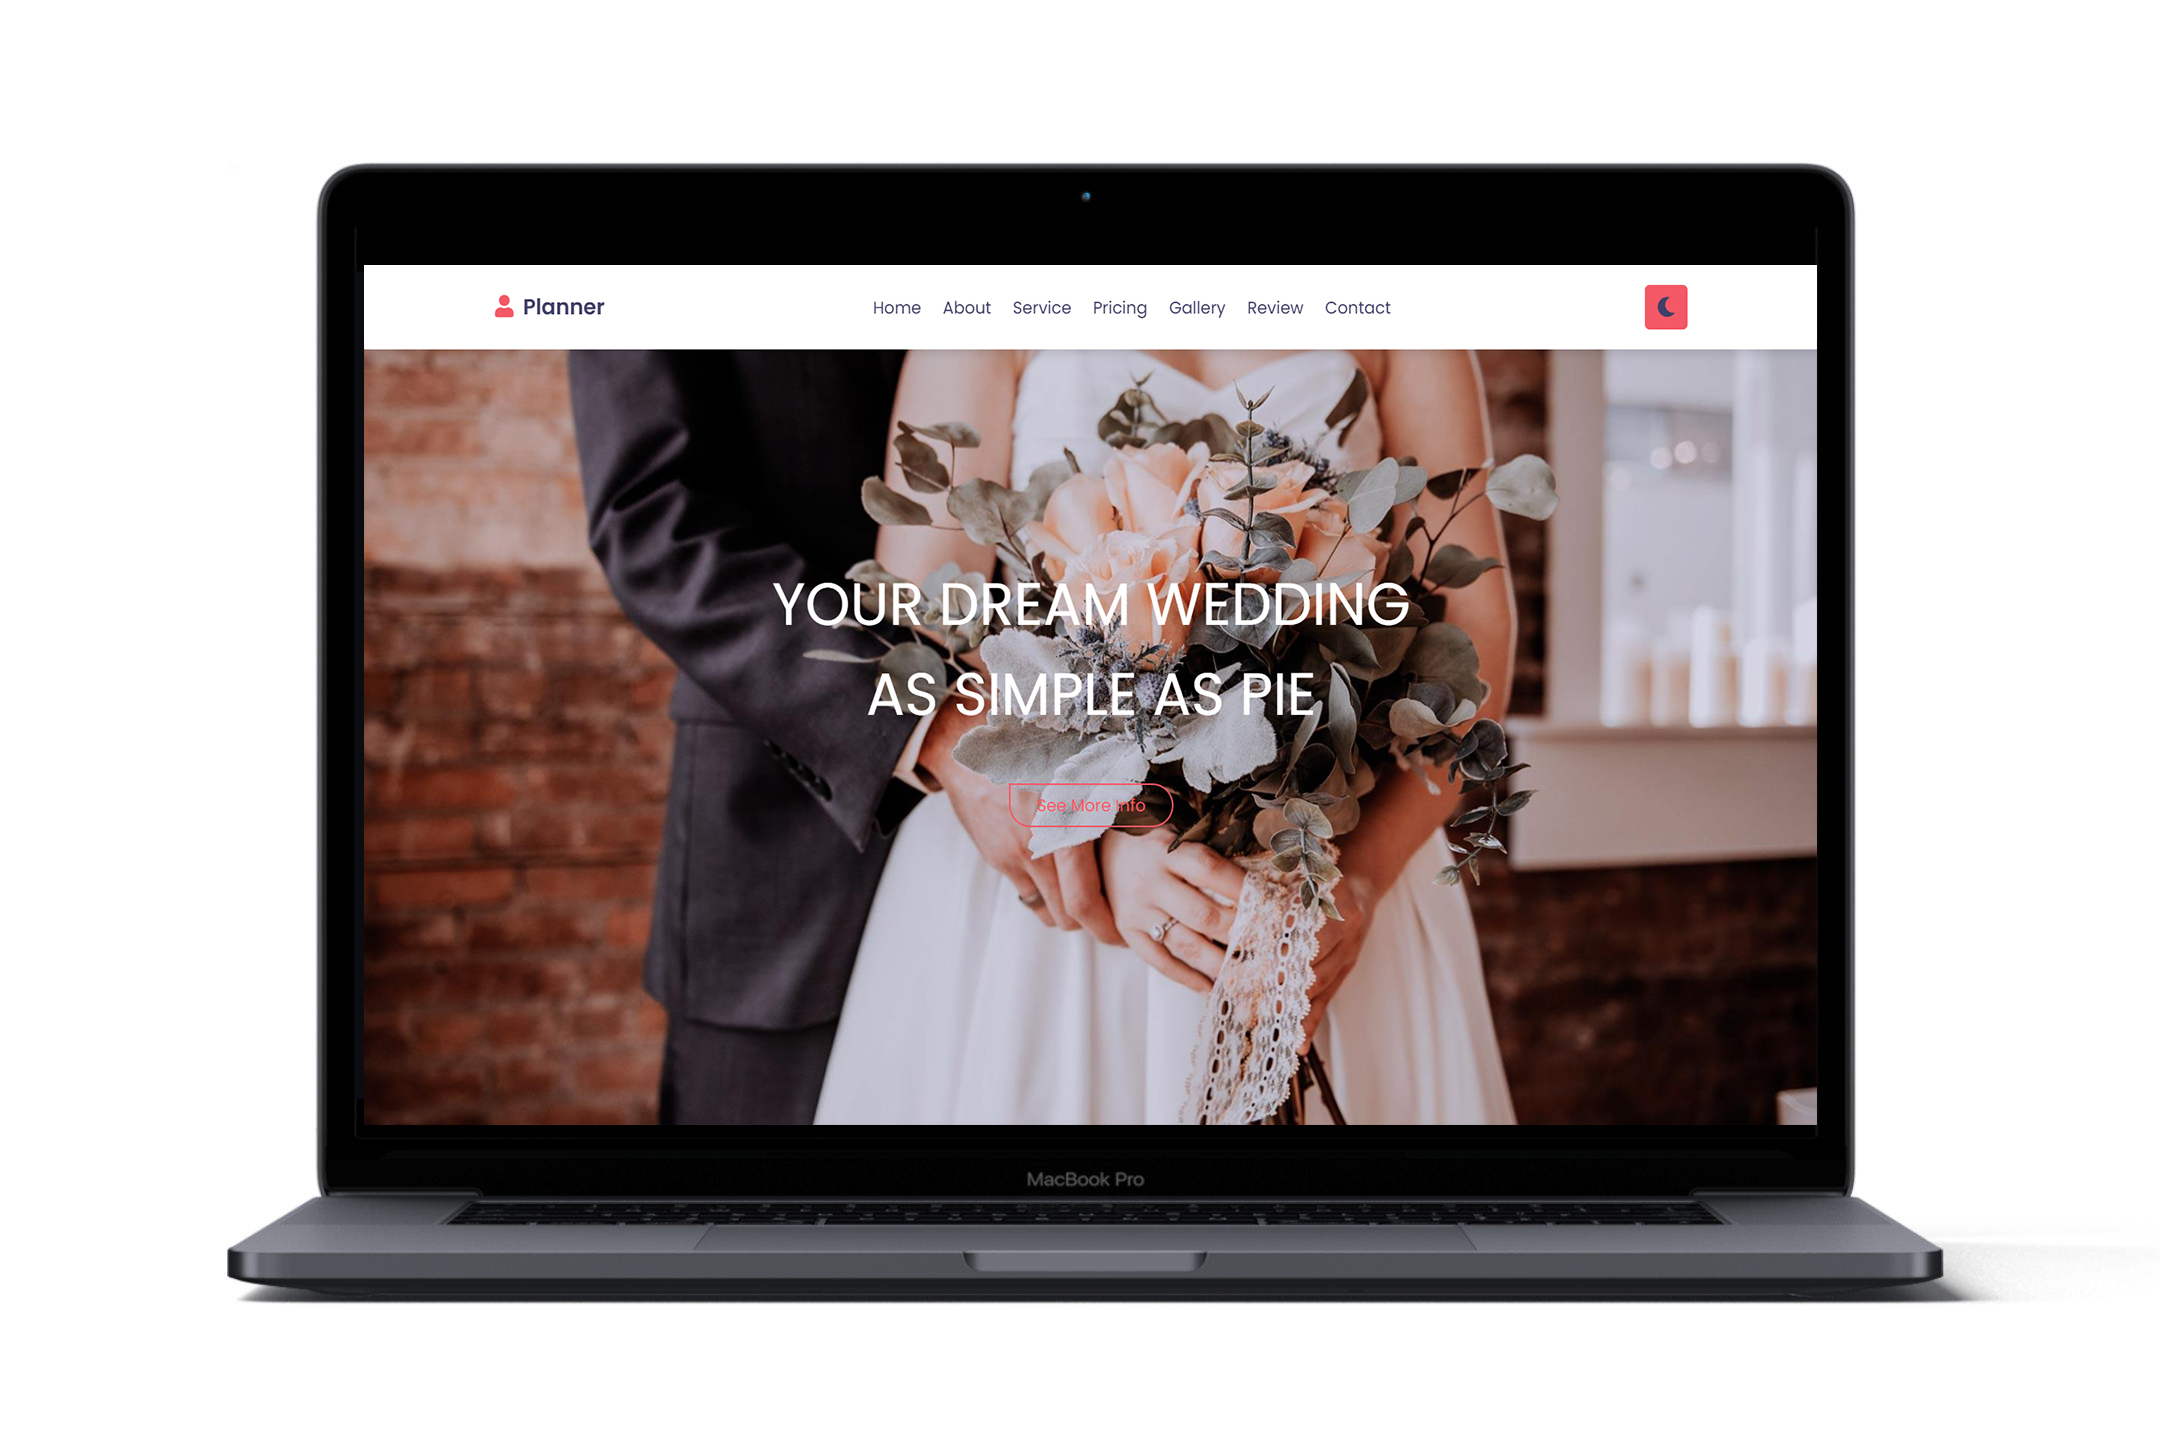 Planner
Home About Service Pricing Gallery Review Contact
YOUR DREAM WEDDING
AS SIMPLE AS PIE
See More Info
MacBook Pro